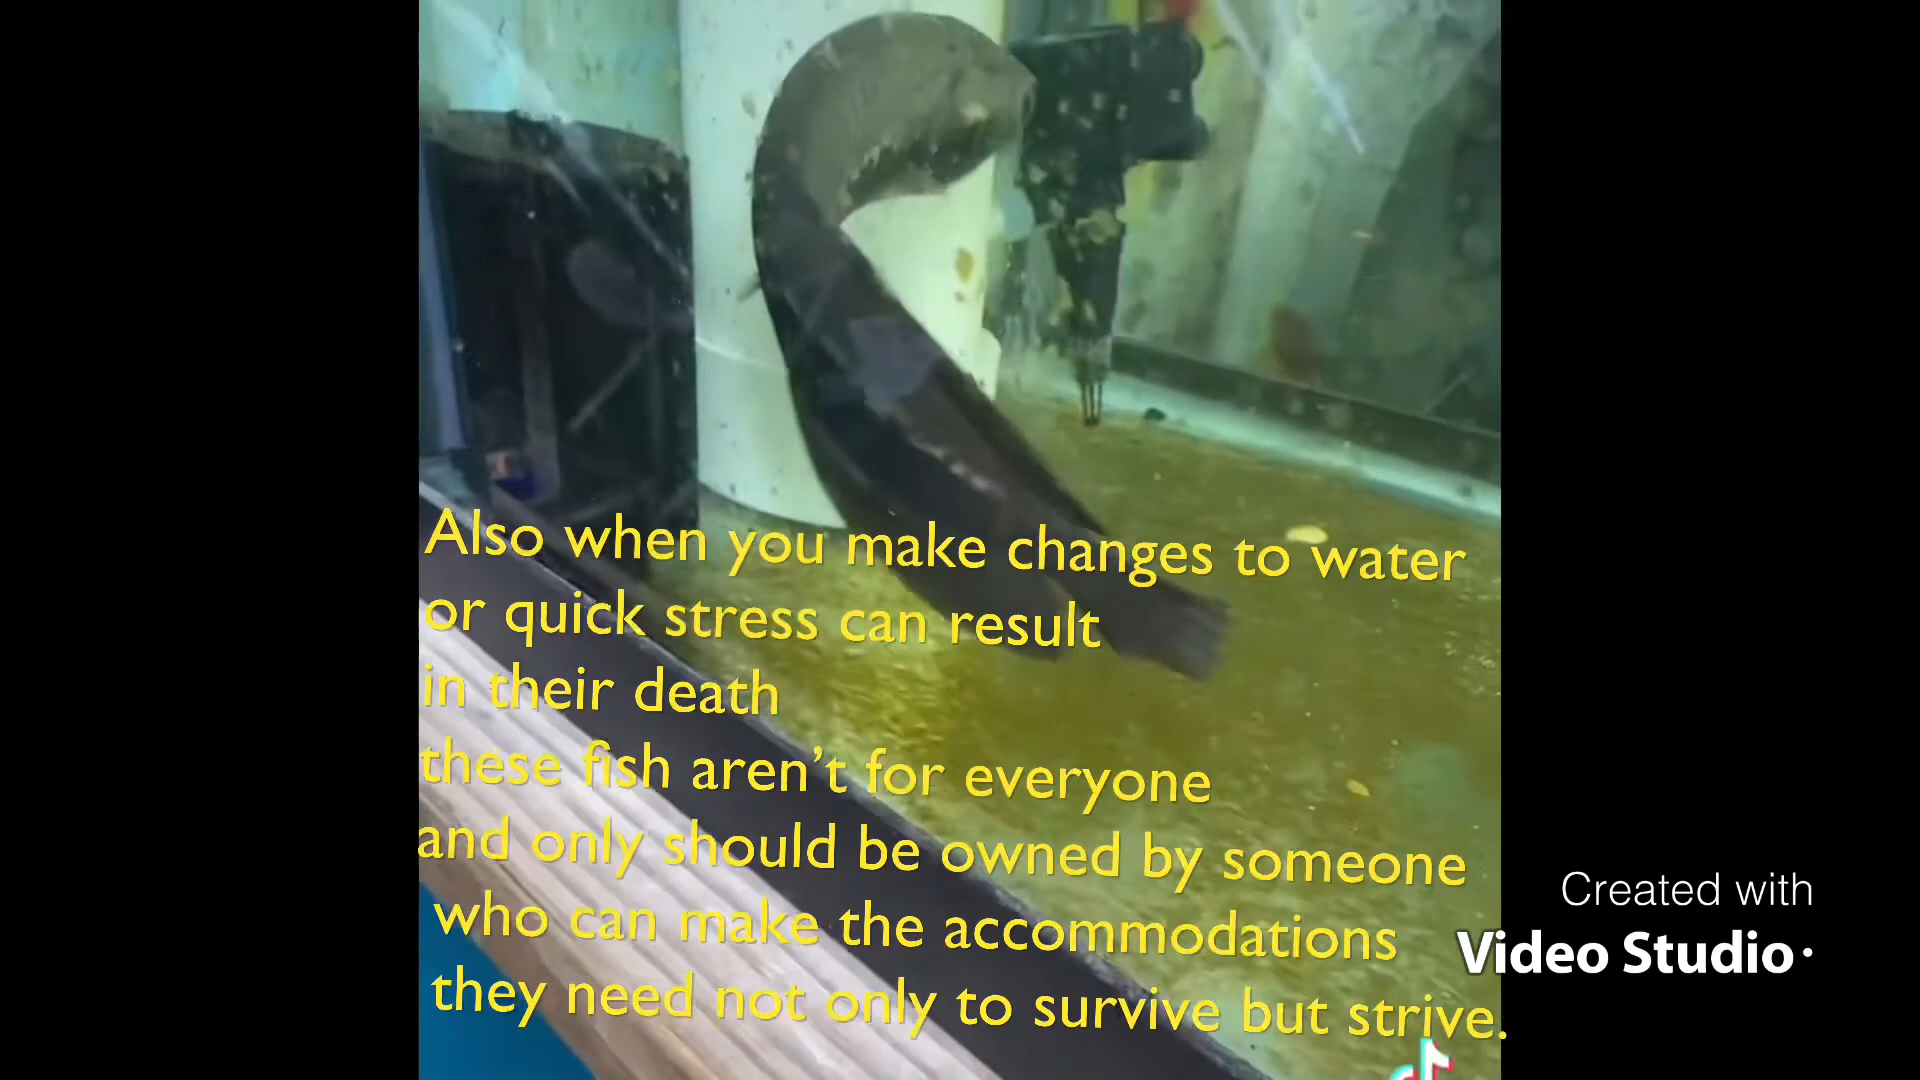 Also when you make changes to water
or quick stress can result
in their death
these fish aren't for everyone
and only should be owned by someone
who can make the accommodations
they need not only to survive but strive.
Created with
Video Studio